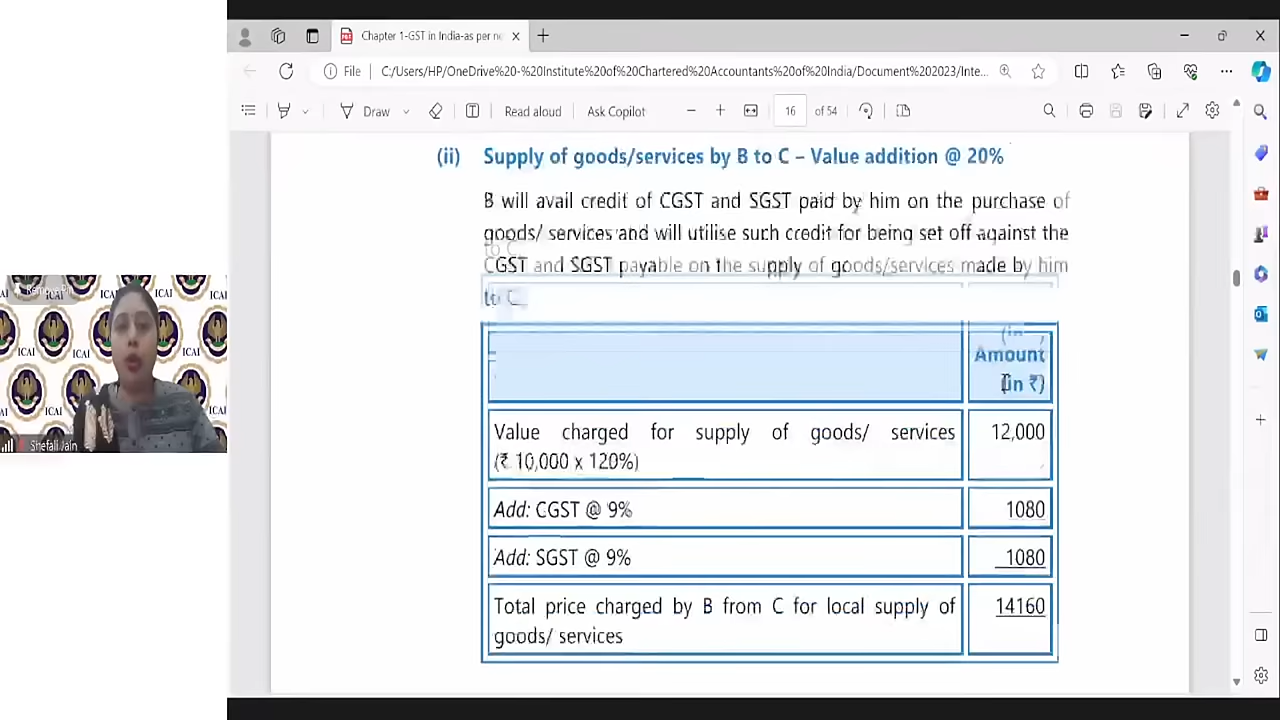 Chapter 1-GST in India-as per ne
File
C:/Users/HP/OneDrive%20-%20Institute%20of%20Chartered%20Accountants%20of%20India/Document%202023/Inte...
Draw
Read aloud
Ask Copilot
16
of 54
(ii) Supply of goods/services by B to C – Value addition @ 20%
B will avail credit of CGST and SGST paid by him on the purchase of
goods/ services and will utilise such credit for being set off against the
CGST and SGST payable on the supply of goods/services made by him
to C.
Amount
(in ₹)
Value charged for supply of goods/ services 12,000
(₹ 10,000 x 120%)
Add: CGST @ 9% 1080
Add: SGST @ 9% 1080
Total price charged by B from C for local supply of 14160
goods/ services
ICAI
ICAI
ICAI
ICAI
Shefali Jain